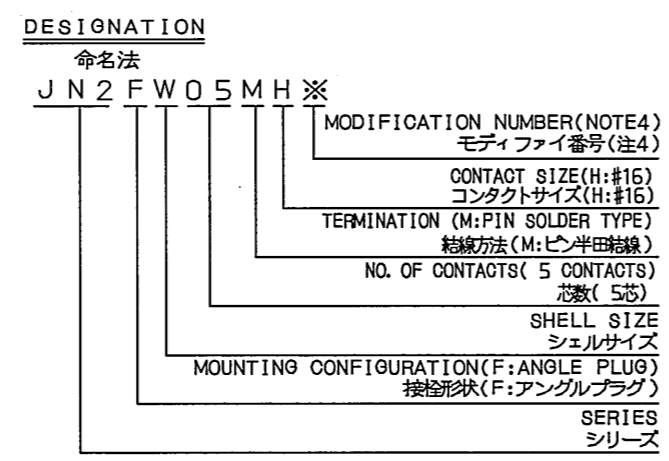 DESIGNATION
命名法
JN2FW05MH※
MODIFICATION NUMBER(NOTE4)
モディファイ番号(注4)
CONTACT SIZE(H:#16)
コンタクトサイズ(H:#16)
TERMINATION (M:PIN SOLDER TYPE)
結線方法(M:ピン半田結線)
NO. OF CONTACTS( 5 CONTACTS)
芯数( 5芯)
SHELL SIZE
シェルサイズ
MOUNTING CONFIGURATION(F:ANGLE PLUG)
接栓形状(F:アングルプラグ)
SERIES
シリーズ